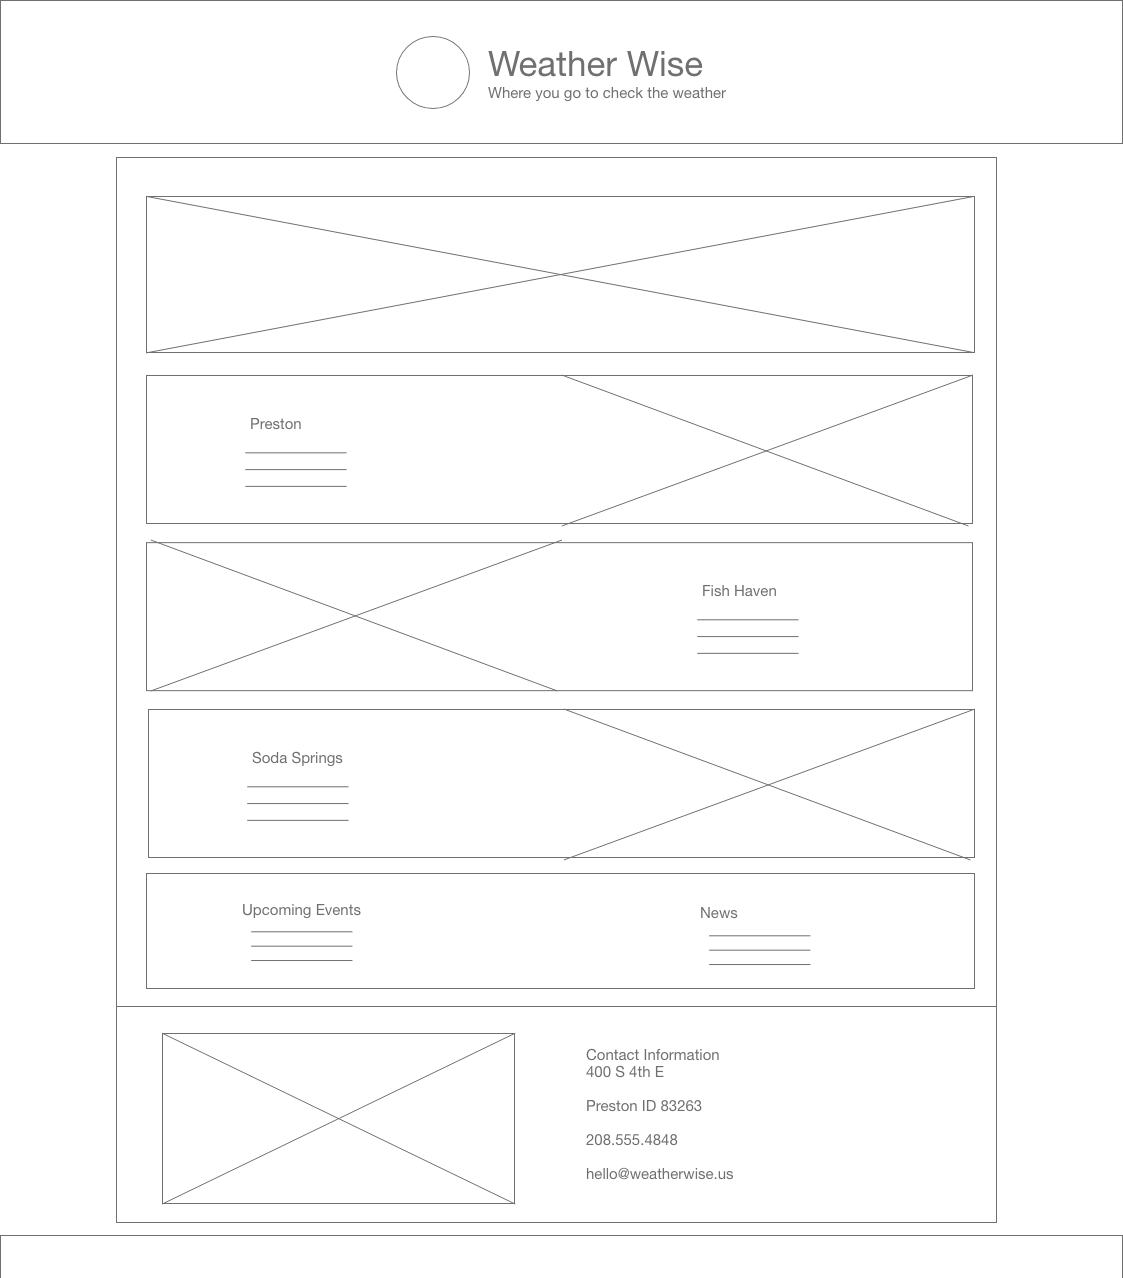 Weather Wise
Where you go to check the weather
Preston
Fish Haven
Soda Springs
Upcoming Events
News
Contact Information
400 S 4th E
Preston ID 83263
208.555.4848
hello@weatherwise.us